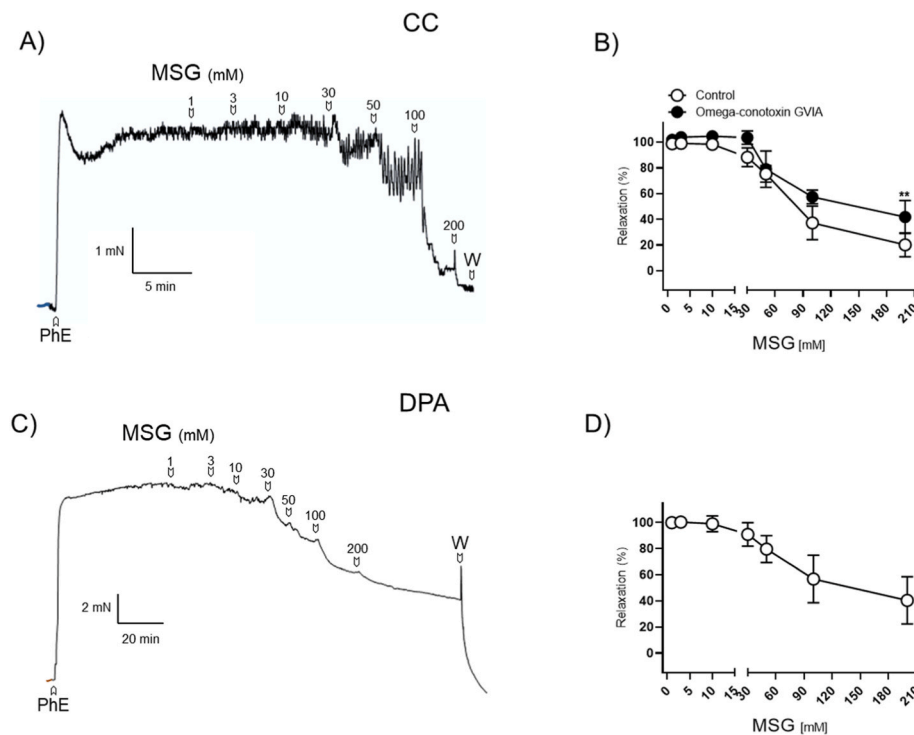 CC
A)
MSG (mM)
1
3
10
30
50
100
200
W
1 mN
5 min
PhE
B)
Control
Omega-conotoxin GVIA
Relaxation (%)
100
80
60
40
20
0
**
0 5 10 15 30 60 90 120 150 180 210
MSG [mM]
DPA
C)
MSG (mM)
1
3
10
30
50
100
200
W
2 mN
20 min
PhE
D)
Relaxation (%)
100
80
60
40
20
0
0 5 10 15 30 60 90 120 150 180 210
MSG [mM]